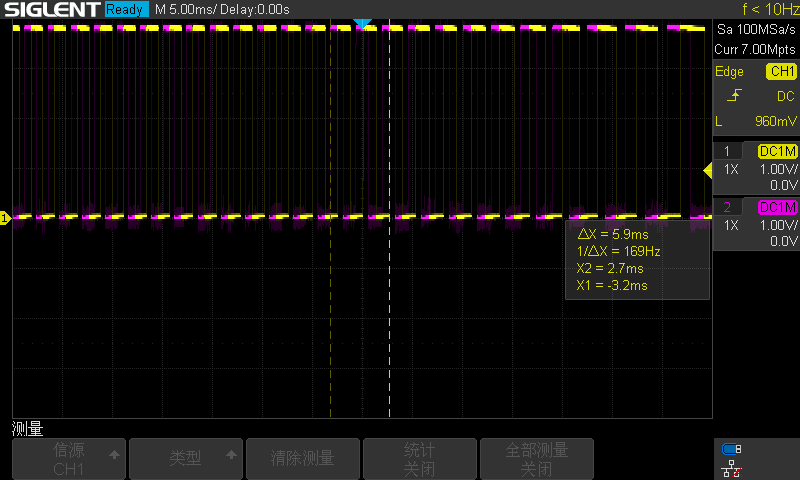 SIGLENT Ready M 5.00ms/ Delay:0.00s f < 10Hz
Sa 100MSa/s
Curr 7.00Mpts
Edge CH1
DC
L 960mV
1 DC1M
1X 1.00V/
0.0V
2 DC1M
1X 1.00V/
0.0V
1
ΔX = 5.9ms
1/ΔX = 169Hz
X2 = 2.7ms
X1 = -3.2ms
测量
信源
CH1
类型
清除测量
统计
关闭
全部测量
关闭